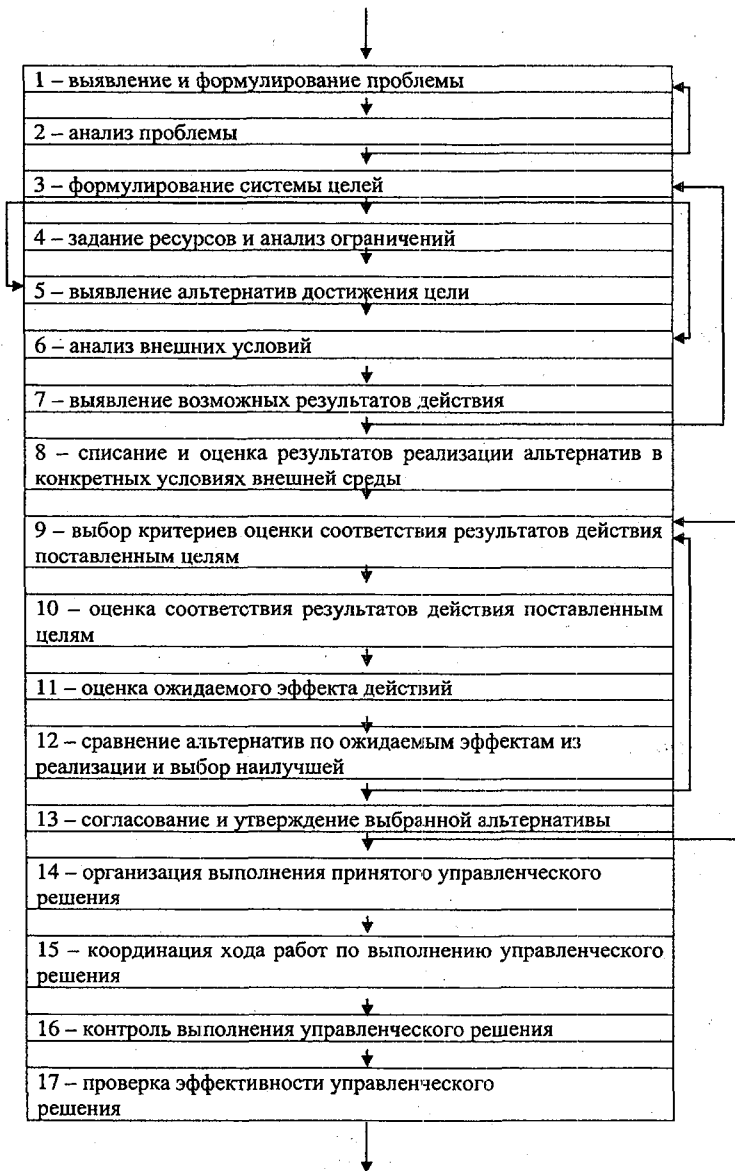 1 – выявление и формулирование проблемы
2 – анализ проблемы
3 – формулирование системы целей
4 – задание ресурсов и анализ ограничений
5 – выявление альтернатив достижения цели
6 – анализ внешних условий
7 – выявление возможных результатов действия
8 – списание и оценка результатов реализации альтернатив в
конкретных условиях внешней среды
9 – выбор критериев оценки соответствия результатов действия
поставленным целям
10 – оценка соответствия результатов действия поставленным
целям
11 – оценка ожидаемого эффекта действий
12 – сравнение альтернатив по ожидаемым эффектам из
реализации и выбор наилучшей
13 – согласование и утверждение выбранной альтернативы
14 – организация выполнения принятого управленческого
решения
15 – координация хода работ по выполнению управленческого
решения
16 – контроль выполнения управленческого решения
17 – проверка эффективности управленческого
решения